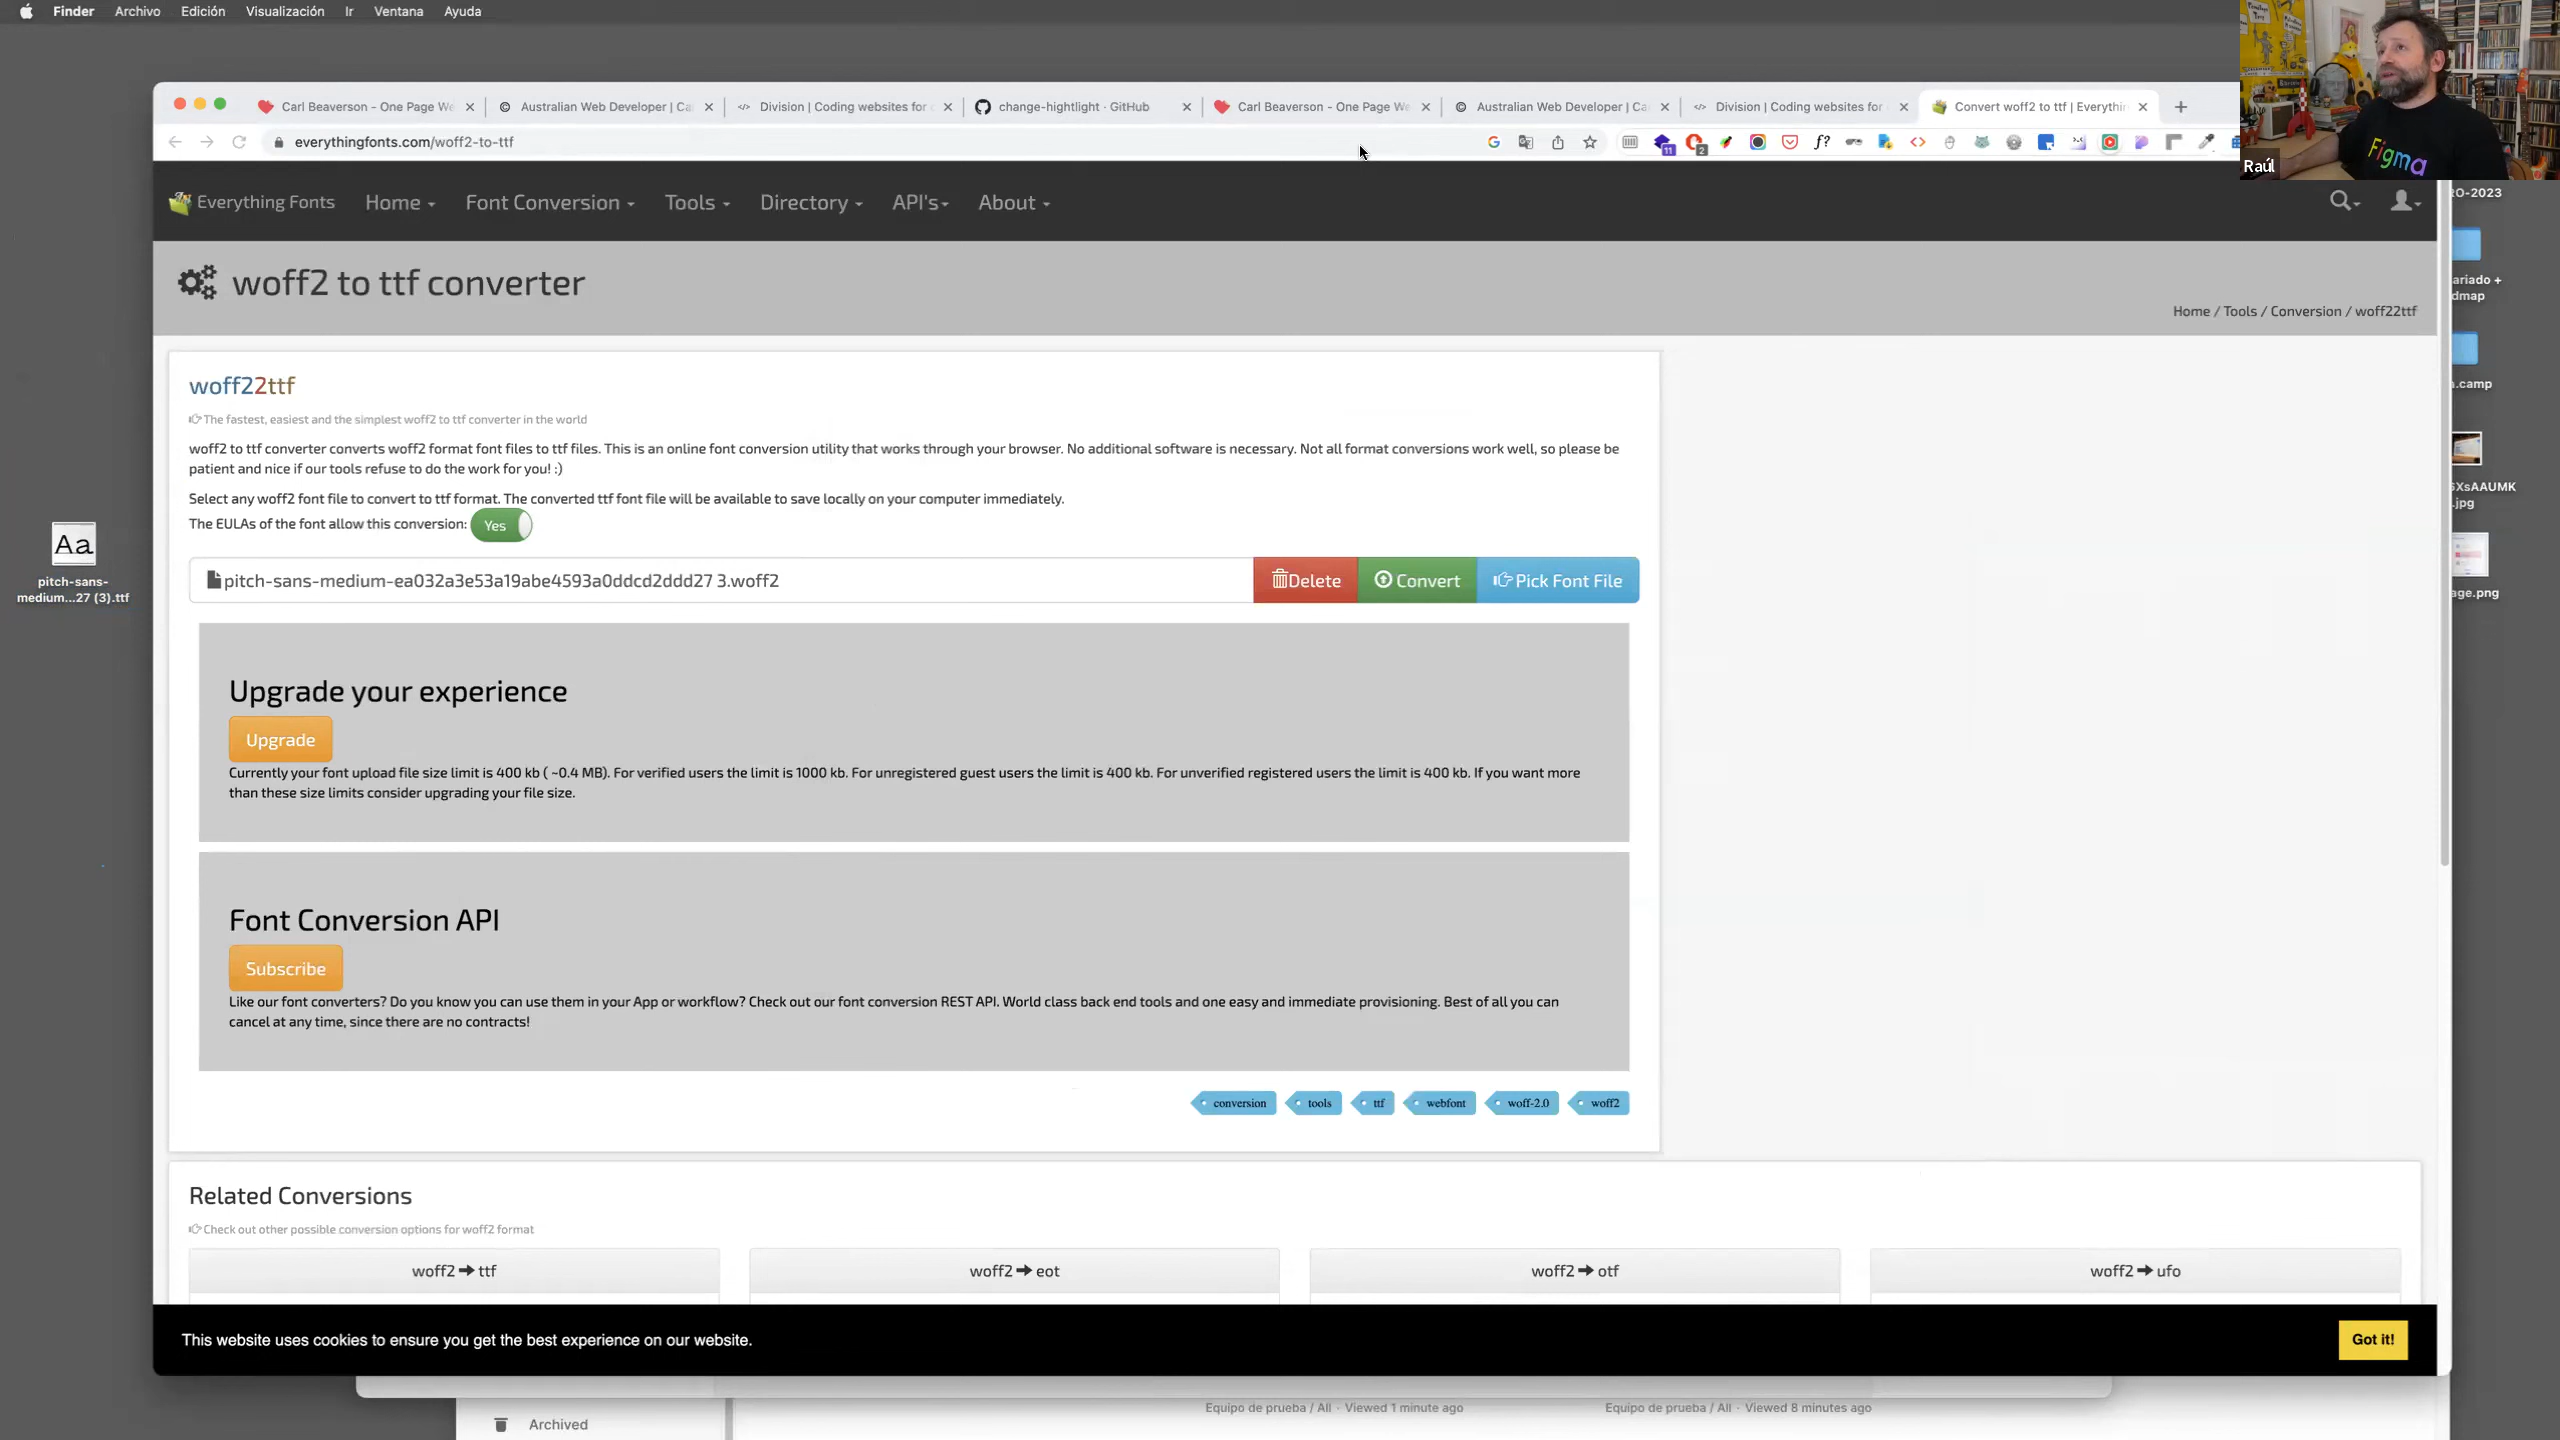 Finder Archivo Edición Visualización Ir Ventana Ayuda
Carl Beaverson - One Page We
Australian Web Developer | Ca
Division | Coding websites for
change-hightlight · GitHub
Carl Beaverson - One Page We
Australian Web Developer | Ca
Division | Coding websites for
Convert woff2 to ttf | Everythin
everythingfonts.com/woff2-to-ttf
11
2
f?
Figma
Raúl
Everything Fonts Home Font Conversion Tools Directory API's About
RO-2023
woff2 to ttf converter
Home / Tools / Conversion / woff22ttf
ariado +
dmap
a.camp
woff22ttf
The fastest, easiest and the simplest woff2 to ttf converter in the world
woff2 to ttf converter converts woff2 format font files to ttf files. This is an online font conversion utility that works through your browser. No additional software is necessary. Not all format conversions work well, so please be
patient and nice if our tools refuse to do the work for you! :)
Select any woff2 font file to convert to ttf format. The converted ttf font file will be available to save locally on your computer immediately.
The EULAs of the font allow this conversion: Yes
XsAAUMK
.jpg
age.png
Aa
pitch-sans-
medium...27 (3).ttf
pitch-sans-medium-ea032a3e53a19abe4593a0ddcd2ddd27 3.woff2
Delete Convert Pick Font File
Upgrade your experience
Upgrade
Currently your font upload file size limit is 400 kb ( ~0.4 MB). For verified users the limit is 1000 kb. For unregistered guest users the limit is 400 kb. For unverified registered users the limit is 400 kb. If you want more
than these size limits consider upgrading your file size.
Font Conversion API
Subscribe
Like our font converters? Do you know you can use them in your App or workflow? Check out our font conversion REST API. World class back end tools and one easy and immediate provisioning. Best of all you can
cancel at any time, since there are no contracts!
conversion tools ttf webfont woff-2.0 woff2
Related Conversions
Check out other possible conversion options for woff2 format
woff2 ➜ ttf
woff2 ➜ eot
woff2 ➜ otf
woff2 ➜ ufo
This website uses cookies to ensure you get the best experience on our website.
Got it!
Equipo de prueba / All · Viewed 1 minute ago
Equipo de prueba / All · Viewed 8 minutes ago
Archived